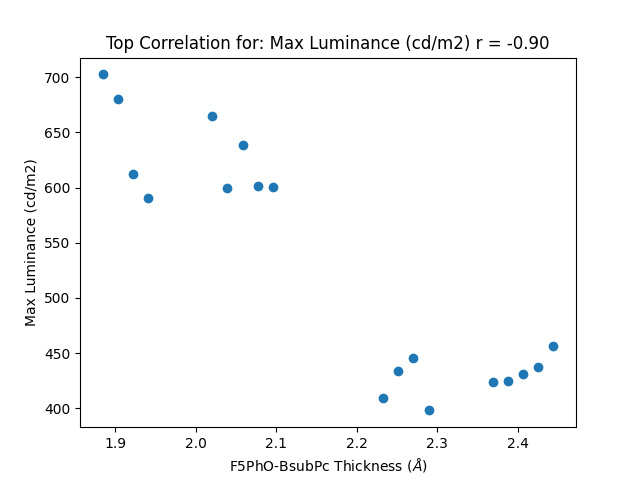 Top Correlation for: Max Luminance (cd/m2) r = -0.90
Max Luminance (cd/m2)
700
650
600
550
500
450
400
1.9 2.0 2.1 2.2 2.3 2.4
F5PhO-BsubPc Thickness (Å)